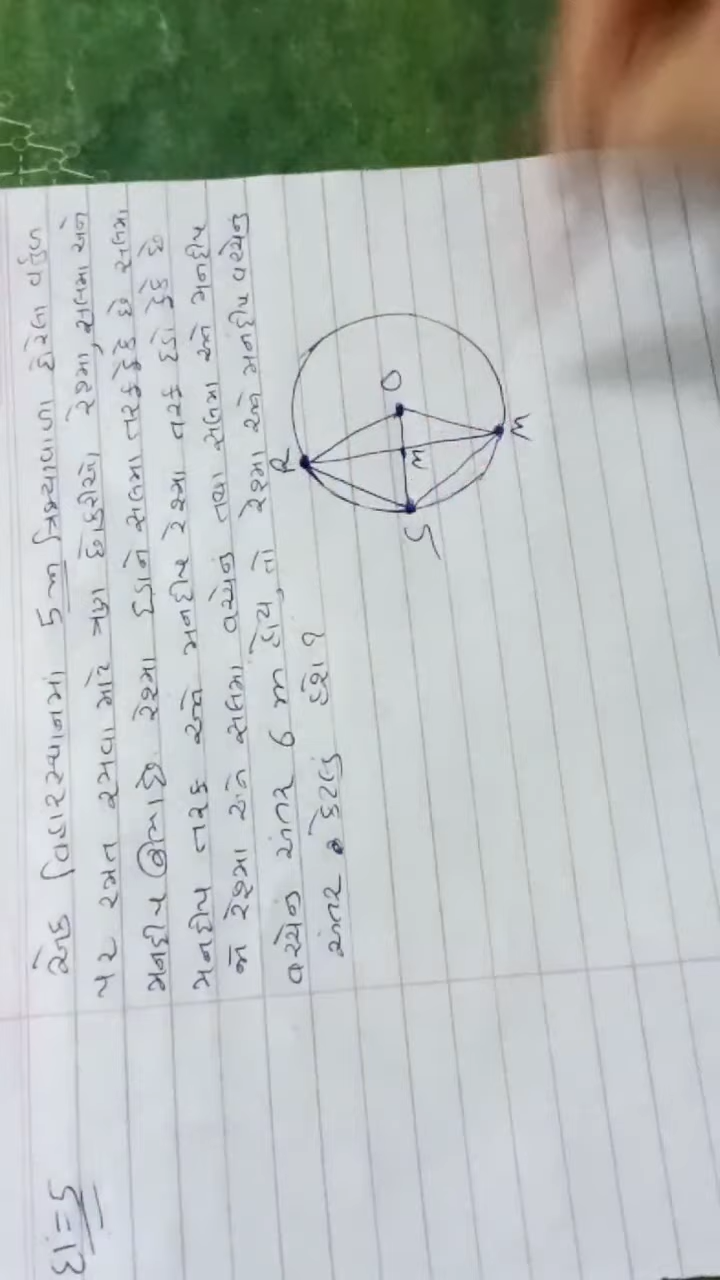 દા = 5
એક વિહારસ્થાનમાં 5 m ત્રિજ્યાવાળા દોરેલા વર્તુળ
પર રમત રમવા માટે ત્રણ છોકરીઓ રેશ્મા, સલમા અને
મનદીપ ઊભા છે. રેશ્મા દડાને સલમા તરફ ફેંકે છે સલમા
મનદીપ તરફ અને મનદીપ રેશ્મા તરફ દડો ફેંકે છે
જો રેશ્મા અને સલમા વચ્ચેનું તથા સલમા અને મનદીપ
વચ્ચેનું અંતર 6 m હોય, તો રેશ્મા અને મનદીપ વચ્ચેનું
અંતર કેટલું હશે ?
R
O
M
M
S